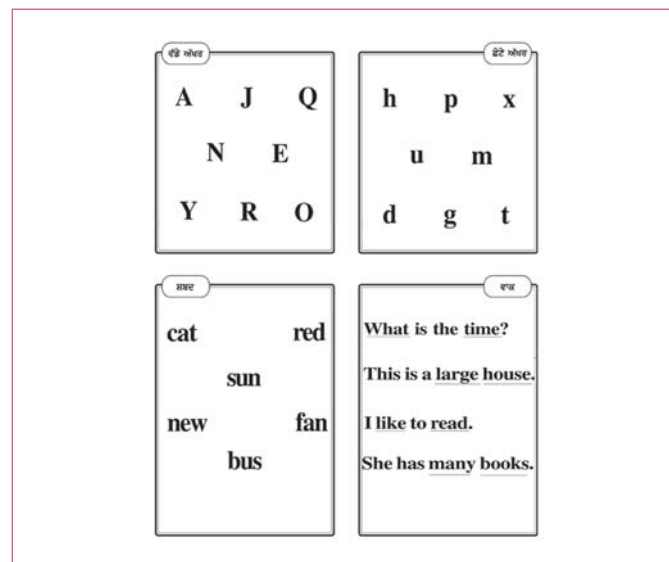 ਵੱਡੇ ਅੱਖਰ
A J Q
N E
Y R O
ਛੋਟੇ ਅੱਖਰ
h p x
u m
d g t
ਸ਼ਬਦ
cat red
sun
new fan
bus
ਵਾਕ
What is the time?
This is a large house.
I like to read.
She has many books.